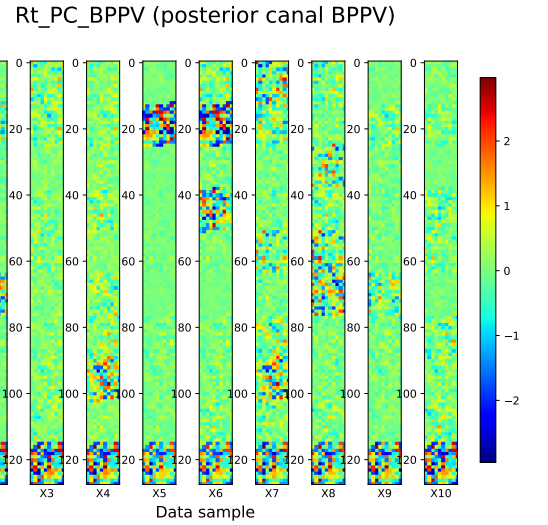 Rt_PC_BPPV (posterior canal BPPV)
0 0 0 0 0 0 0 0
20 20 20 20 20 20 20 20
40 40 40 40 40 40 40 40
60 60 60 60 60 60 60 60
80 80 80 80 80 80 80 80
100 100 100 100 100 100 100 100
120 120 120 120 120 120 120 120
2
1
0
−1
−2
X3 X4 X5 X6 X7 X8 X9 X10
Data sample